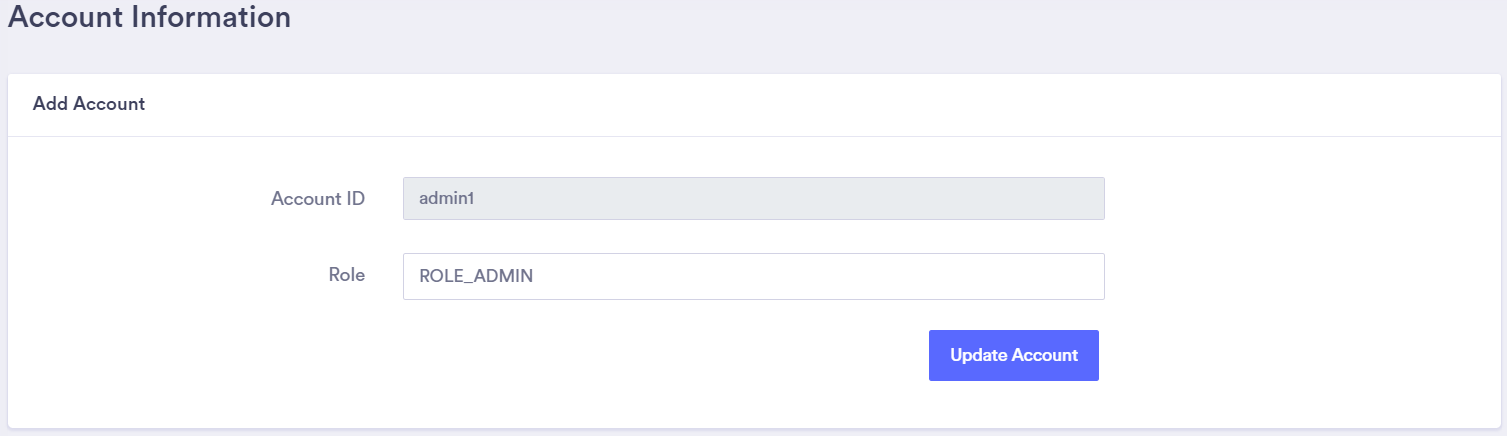 Account Information
Add Account
Account ID
admin1
Role
ROLE_ADMIN
Update Account